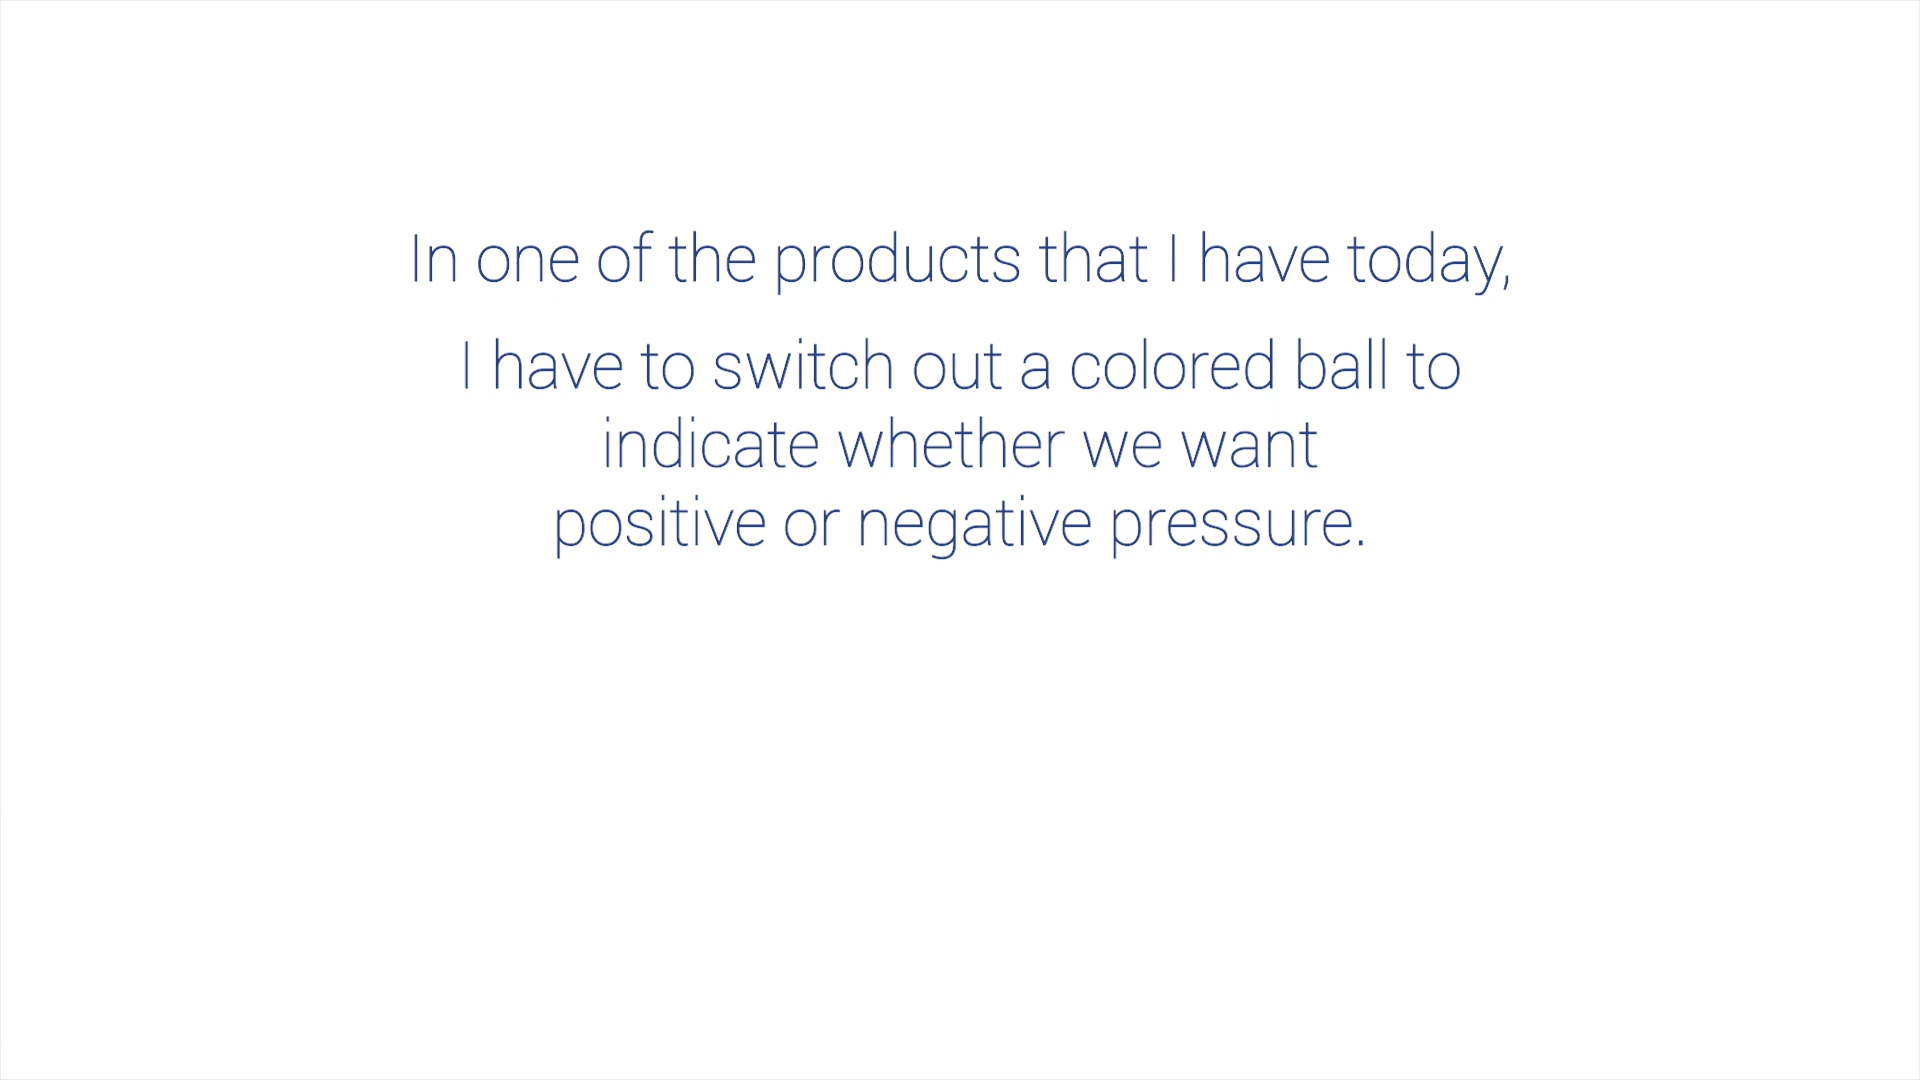 In one of the products that I have today,
I have to switch out a colored ball to
indicate whether we want
positive or negative pressure.